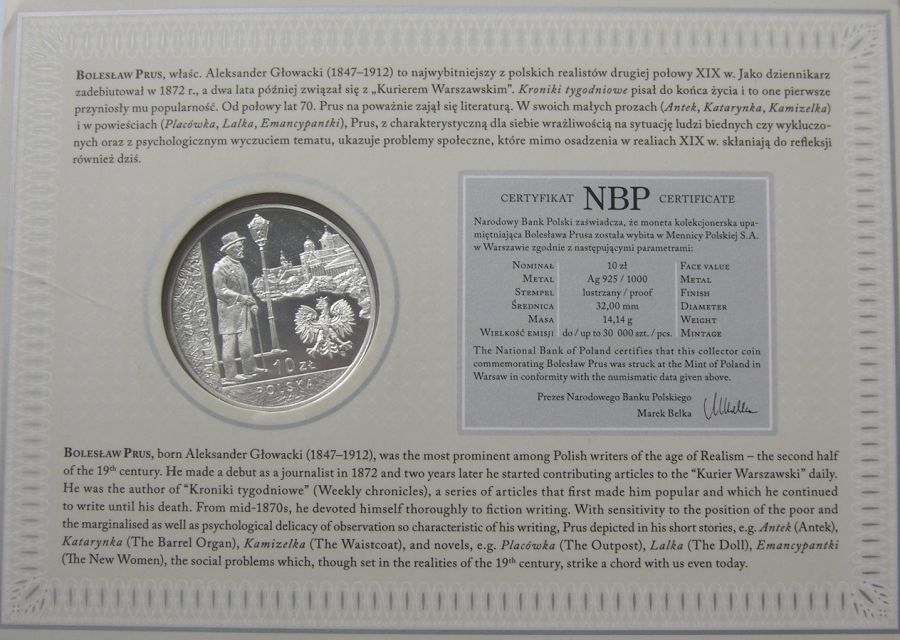 BOLESŁAW PRUS, właśc. Aleksander Głowacki (1847–1912) to najwybitniejszy z polskich realistów drugiej połowy XIX w. Jako dziennikarz
zadebiutował w 1872 r., a dwa lata później związał się z „Kurierem Warszawskim". Kroniki tygodniowe pisał do końca życia i to one pierwsze
przyniosły mu popularność. Od połowy lat 70. Prus na poważnie zajął się literaturą. W swoich małych prozach (Antek, Katarynka, Kamizelka)
i w powieściach (Placówka, Lalka, Emancypantki), Prus, z charakterystyczną dla siebie wrażliwością na sytuację ludzi biednych czy wykluczo-
nych oraz z psychologicznym wyczuciem tematu, ukazuje problemy społeczne, które mimo osadzenia w realiach XIX w. skłaniają do refleksji
również dziś.
RZECZPOSPOLITA
10 ZŁ
POLSKA
CERTYFIKAT NBP CERTIFICATE
Narodowy Bank Polski zaświadcza, że moneta kolekcjonerska upa-
miętniająca Bolesława Prusa została wybita w Mennicy Polskiej S.A.
w Warszawie zgodnie z następującymi parametrami:
NOMINAŁ 10 zł FACE VALUE
METAL Ag 925 / 1000 METAL
STEMPEL lustrzany / proof FINISH
ŚREDNICA 32,00 mm DIAMETER
MASA 14,14 g WEIGHT
WIELKOŚĆ EMISJI do / up to 30 000 szt. / pcs. MINTAGE
The National Bank of Poland certifies that this collector coin
commemorating Bolesław Prus was struck at the Mint of Poland in
Warsaw in conformity with the numismatic data given above.
Prezes Narodowego Banku Polskiego
Marek Belka
BOLESŁAW PRUS, born Aleksander Głowacki (1847–1912), was the most prominent among Polish writers of the age of Realism – the second half
of the 19th century. He made a debut as a journalist in 1872 and two years later he started contributing articles to the "Kurier Warszawski" daily.
He was the author of "Kroniki tygodniowe" (Weekly chronicles), a series of articles that first made him popular and which he continued
to write until his death. From mid-1870s, he devoted himself thoroughly to fiction writing. With sensitivity to the position of the poor and
the marginalised as well as psychological delicacy of observation so characteristic of his writing, Prus depicted in his short stories, e.g. Antek (Antek),
Katarynka (The Barrel Organ), Kamizelka (The Waistcoat), and novels, e.g. Placówka (The Outpost), Lalka (The Doll), Emancypantki
(The New Women), the social problems which, though set in the realities of the 19th century, strike a chord with us even today.